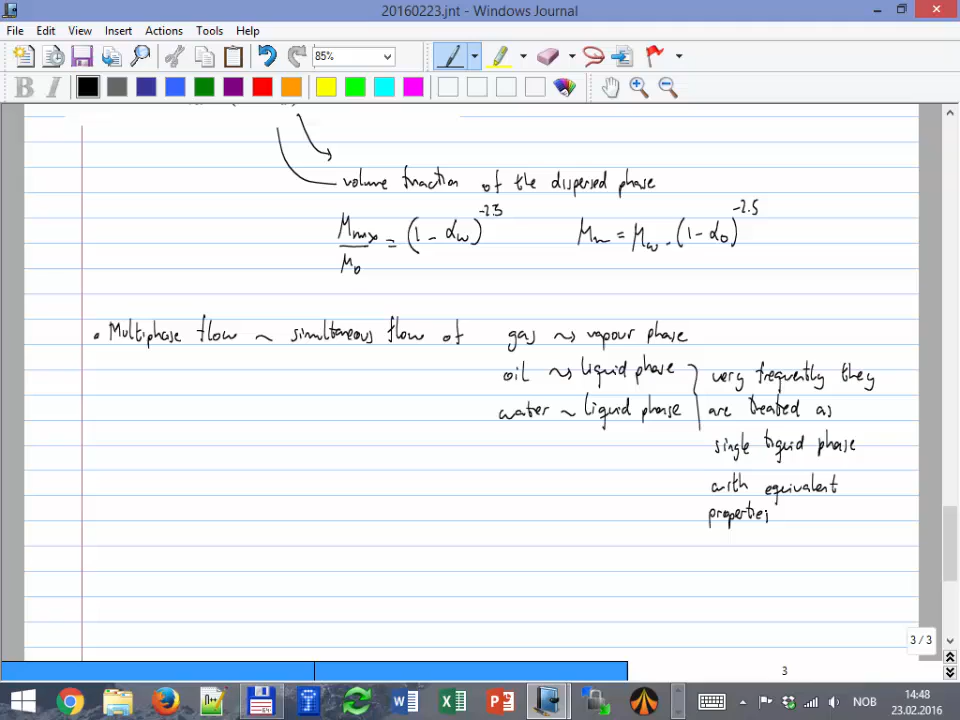 20160223.jnt - Windows Journal
File Edit View Insert Actions Tools Help
85%
B I
volume fraction of the dispersed phase
μmix/μo = (1 - αw)^-2.5 μm = μw . (1 - αo)^-2.5
• Multiphase flow ~ simultaneous flow of gas ~> vapour phase
oil ~> liquid phase
water ~ liquid phase
very frequently they
are treated as
single liquid phase
with equivalent
properties
3 / 3
3
NOB
14:48
23.02.2016